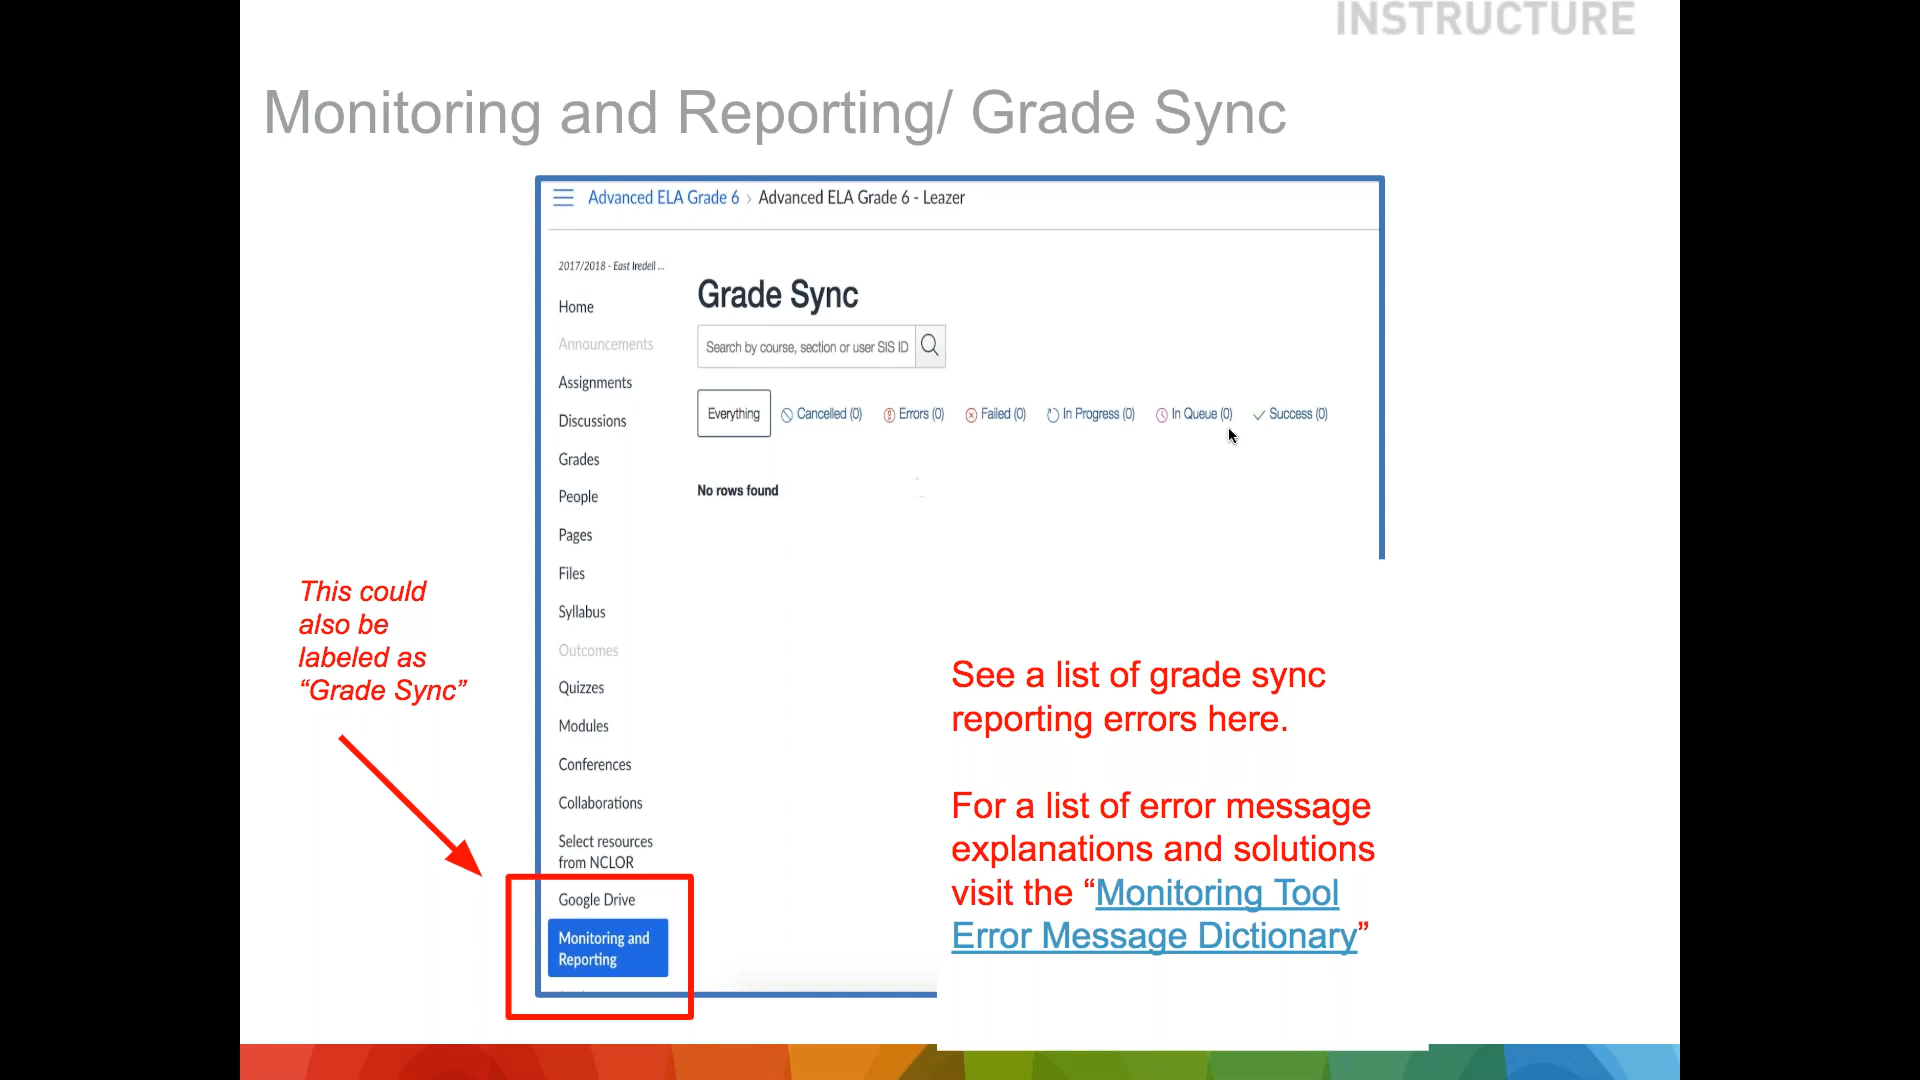 INSTRUCTURE
Monitoring and Reporting/ Grade Sync
Advanced ELA Grade 6 › Advanced ELA Grade 6 - Leazer
2017/2018 - East Iredell ...
Home
Announcements
Assignments
Discussions
Grades
People
Pages
Files
Syllabus
Outcomes
Quizzes
Modules
Conferences
Collaborations
Select resources
from NCLOR
Google Drive
Monitoring and
Reporting
Grade Sync
Search by course, section or user SIS ID
Everything Cancelled (0) Errors (0) Failed (0) In Progress (0) In Queue (0) Success (0)
No rows found
This could
also be
labeled as
“Grade Sync”
See a list of grade sync
reporting errors here.
For a list of error message
explanations and solutions
visit the “Monitoring Tool
Error Message Dictionary”